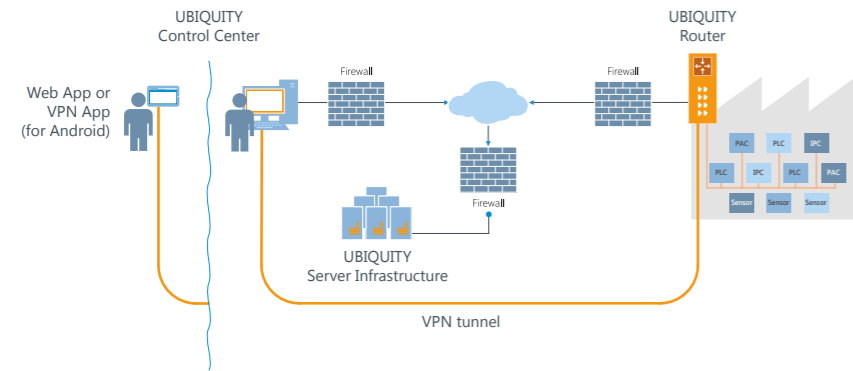 UBIQUITY
Control Center
UBIQUITY
Router
Web App or
VPN App
(for Android)
Firewall
Firewall
PAC
PLC
IPC
PLC
IPC
PLC
PAC
Sensor
Sensor
Sensor
Firewall
UBIQUITY
Server Infrastructure
VPN tunnel